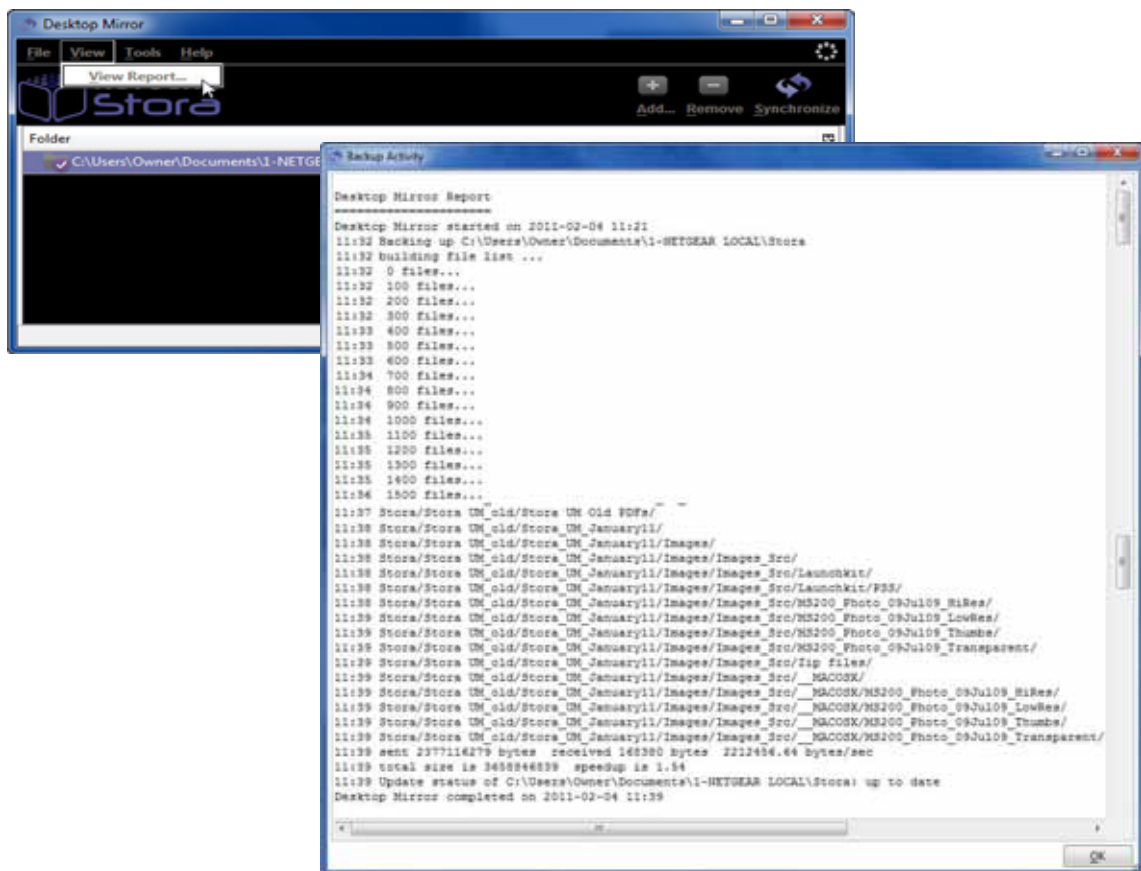 Desktop Mirror
File View Tools Help
View Report...
Stora
Add... Remove Synchronize
Folder
C:\Users\Owner\Documents\1-NETGE
Backup Activity
Desktop Mirror Report
=====================
Desktop Mirror started on 2011-02-04 11:21
11:32 Backing up C:\Users\Owner\Documents\1-NETGEAR LOCAL\Stora
11:32 building file list ...
11:32 0 files...
11:32 100 files...
11:32 200 files...
11:32 300 files...
11:33 400 files...
11:33 500 files...
11:33 600 files...
11:34 700 files...
11:34 800 files...
11:34 900 files...
11:34 1000 files...
11:35 1100 files...
11:35 1200 files...
11:35 1300 files...
11:35 1400 files...
11:36 1500 files...
11:37 Stora/Stora UM_old/Stora UM Old PDFs/
11:38 Stora/Stora UM_old/Stora_UM_January11/
11:38 Stora/Stora UM_old/Stora_UM_January11/Images/
11:38 Stora/Stora UM_old/Stora_UM_January11/Images/Images_Src/
11:38 Stora/Stora UM_old/Stora_UM_January11/Images/Images_Src/Launchkit/
11:38 Stora/Stora UM_old/Stora_UM_January11/Images/Images_Src/Launchkit/PSS/
11:38 Stora/Stora UM_old/Stora_UM_January11/Images/Images_Src/MS200_Photo_09Jul09_HiRes/
11:39 Stora/Stora UM_old/Stora_UM_January11/Images/Images_Src/MS200_Photo_09Jul09_LowRes/
11:39 Stora/Stora UM_old/Stora_UM_January11/Images/Images_Src/MS200_Photo_09Jul09_Thumbs/
11:39 Stora/Stora UM_old/Stora_UM_January11/Images/Images_Src/MS200_Photo_09Jul09_Transparent/
11:39 Stora/Stora UM_old/Stora_UM_January11/Images/Images_Src/Zip files/
11:39 Stora/Stora UM_old/Stora_UM_January11/Images/Images_Src/__MACOSX/
11:39 Stora/Stora UM_old/Stora_UM_January11/Images/Images_Src/__MACOSX/MS200_Photo_09Jul09_HiRes/
11:39 Stora/Stora UM_old/Stora_UM_January11/Images/Images_Src/__MACOSX/MS200_Photo_09Jul09_LowRes/
11:39 Stora/Stora UM_old/Stora_UM_January11/Images/Images_Src/__MACOSX/MS200_Photo_09Jul09_Thumbs/
11:39 Stora/Stora UM_old/Stora_UM_January11/Images/Images_Src/__MACOSX/MS200_Photo_09Jul09_Transparent/
11:39 sent 2377116279 bytes received 168380 bytes 2212456.64 bytes/sec
11:39 total size is 3658846839 speedup is 1.54
11:39 Update status of C:\Users\Owner\Documents\1-NETGEAR LOCAL\Stora: up to date
Desktop Mirror completed on 2011-02-04 11:39
OK